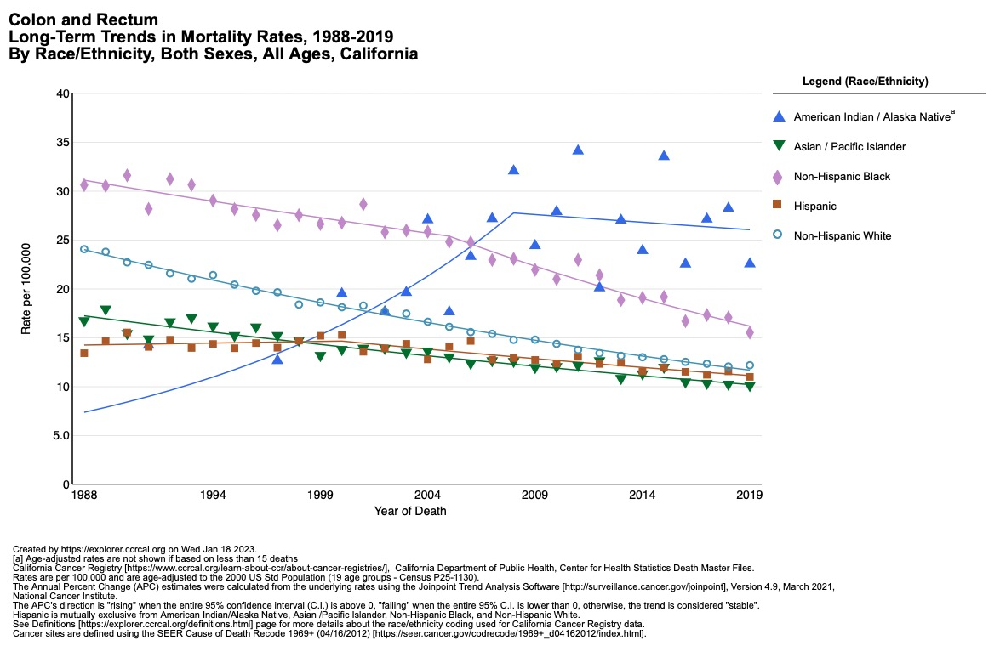 Colon and Rectum
Long-Term Trends in Mortality Rates, 1988-2019
By Race/Ethnicity, Both Sexes, All Ages, California
Legend (Race/Ethnicity)
American Indian / Alaska Native^a
Asian / Pacific Islander
Non-Hispanic Black
Hispanic
Non-Hispanic White
Rate per 100,000
40
35
30
25
20
15
10
5.0
0
1988
1994
1999
2004
2009
2014
2019
Year of Death
Created by https://explorer.ccrcal.org on Wed Jan 18 2023.
[a] Age-adjusted rates are not shown if based on less than 15 deaths
California Cancer Registry [https://www.ccrcal.org/learn-about-ccr/about-cancer-registries/], California Department of Public Health, Center for Health Statistics Death Master Files.
Rates are per 100,000 and are age-adjusted to the 2000 US Std Population (19 age groups - Census P25-1130).
The Annual Percent Change (APC) estimates were calculated from the underlying rates using the Joinpoint Trend Analysis Software [http://surveillance.cancer.gov/joinpoint], Version 4.9, March 2021,
National Cancer Institute.
The APC's direction is "rising" when the entire 95% confidence interval (C.I.) is above 0, "falling" when the entire 95% C.I. is lower than 0, otherwise, the trend is considered "stable".
Hispanic is mutually exclusive from American Indian/Alaska Native, Asian /Pacific Islander, Non-Hispanic Black, and Non-Hispanic White.
See Definitions [https://explorer.ccrcal.org/definitions.html] page for more details about the race/ethnicity coding used for California Cancer Registry data.
Cancer sites are defined using the SEER Cause of Death Recode 1969+ (04/16/2012) [https://seer.cancer.gov/codrecode/1969+_d04162012/index.html].